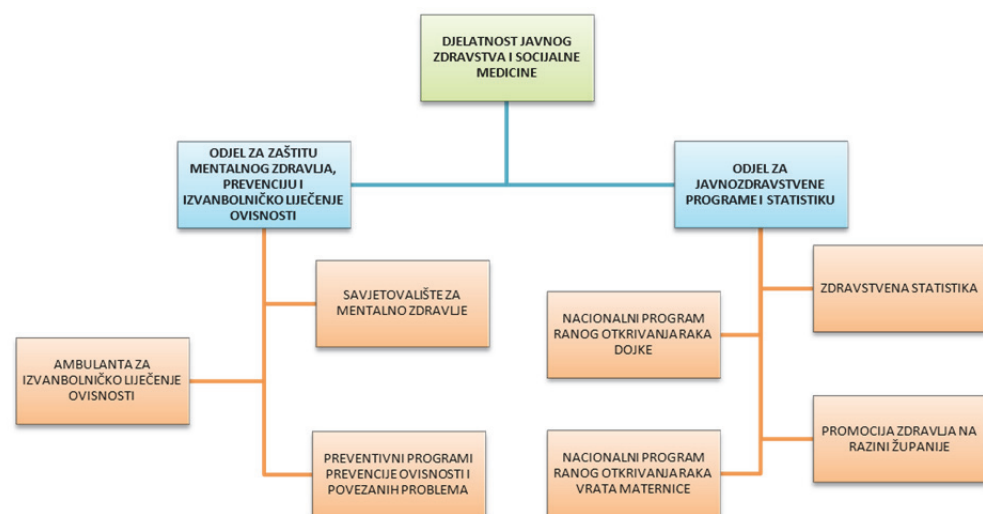 DJELATNOST JAVNOG
ZDRAVSTVA I SOCIJALNE
MEDICINE
ODJEL ZA ZAŠTITU
MENTALNOG ZDRAVLJA,
PREVENCIJU I
IZVANBOLNIČKO LIJEČENJE
OVISNOSTI
ODJEL ZA
JAVNOZDRAVSTVENE
PROGRAME I STATISTIKU
SAVJETOVALIŠTE ZA
MENTALNO ZDRAVLJE
AMBULANTA ZA
IZVANBOLNIČKO LIJEČENJE
OVISNOSTI
PREVENTIVNI PROGRAMI
PREVENCIJE OVISNOSTI I
POVEZANIH PROBLEMA
ZDRAVSTVENA STATISTIKA
NACIONALNI PROGRAM
RANOG OTKRIVANJA RAKA
DOJKE
PROMOCIJA ZDRAVLJA NA
RAZINI ŽUPANIJE
NACIONALNI PROGRAM
RANOG OTKRIVANJA RAKA
VRATA MATERNICE